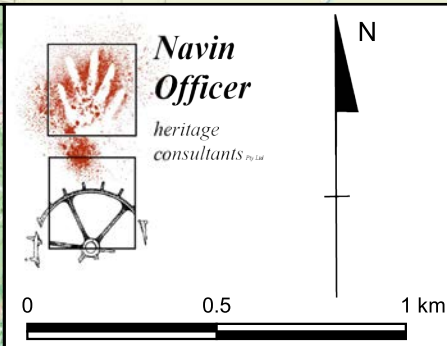 Navin
Officer
heritage
consultants Pty Ltd
N
0 0.5 1 km